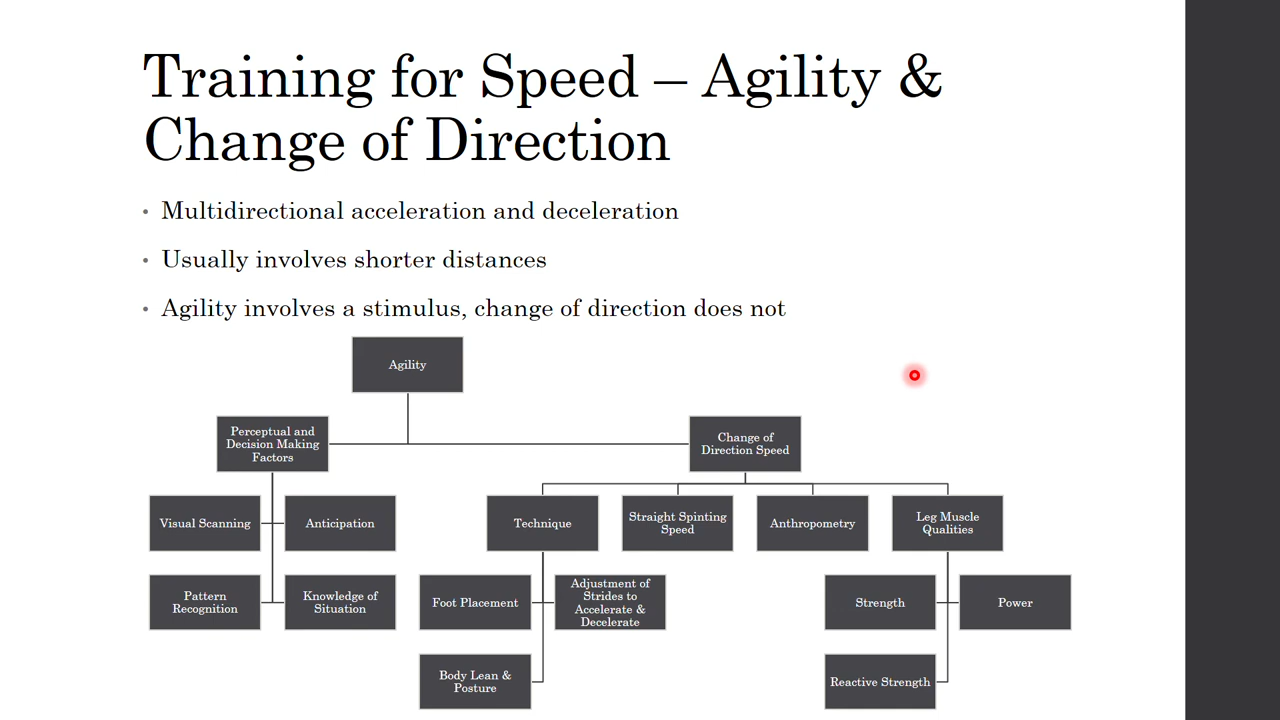 Training for Speed – Agility &
Change of Direction
• Multidirectional acceleration and deceleration
• Usually involves shorter distances
• Agility involves a stimulus, change of direction does not
Agility
Perceptual and
Decision Making
Factors
Change of
Direction Speed
Visual Scanning
Anticipation
Technique
Straight Spinting
Speed
Anthropometry
Leg Muscle
Qualities
Pattern
Recognition
Knowledge of
Situation
Foot Placement
Adjustment of
Strides to
Accelerate &
Decelerate
Strength
Power
Body Lean &
Posture
Reactive Strength